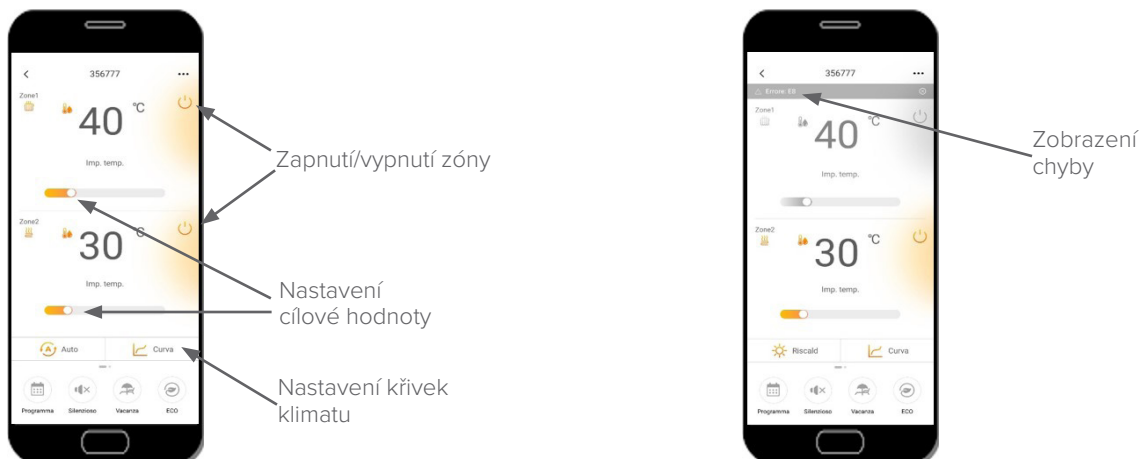 356777
Zone1
40 °C
Imp. temp.
Zone2
30 °C
Imp. temp.
A Auto
Curva
Programma
Silenzioso
Vacanza
ECO
Zapnutí/vypnutí zóny
Nastavení
cílové hodnoty
Nastavení křivek
klimatu
356777
Errore: E8
Zone1
40 °C
Imp. temp.
Zone2
30 °C
Imp. temp.
Riscald
Curva
Programma
Silenzioso
Vacanza
ECO
Zobrazení
chyby